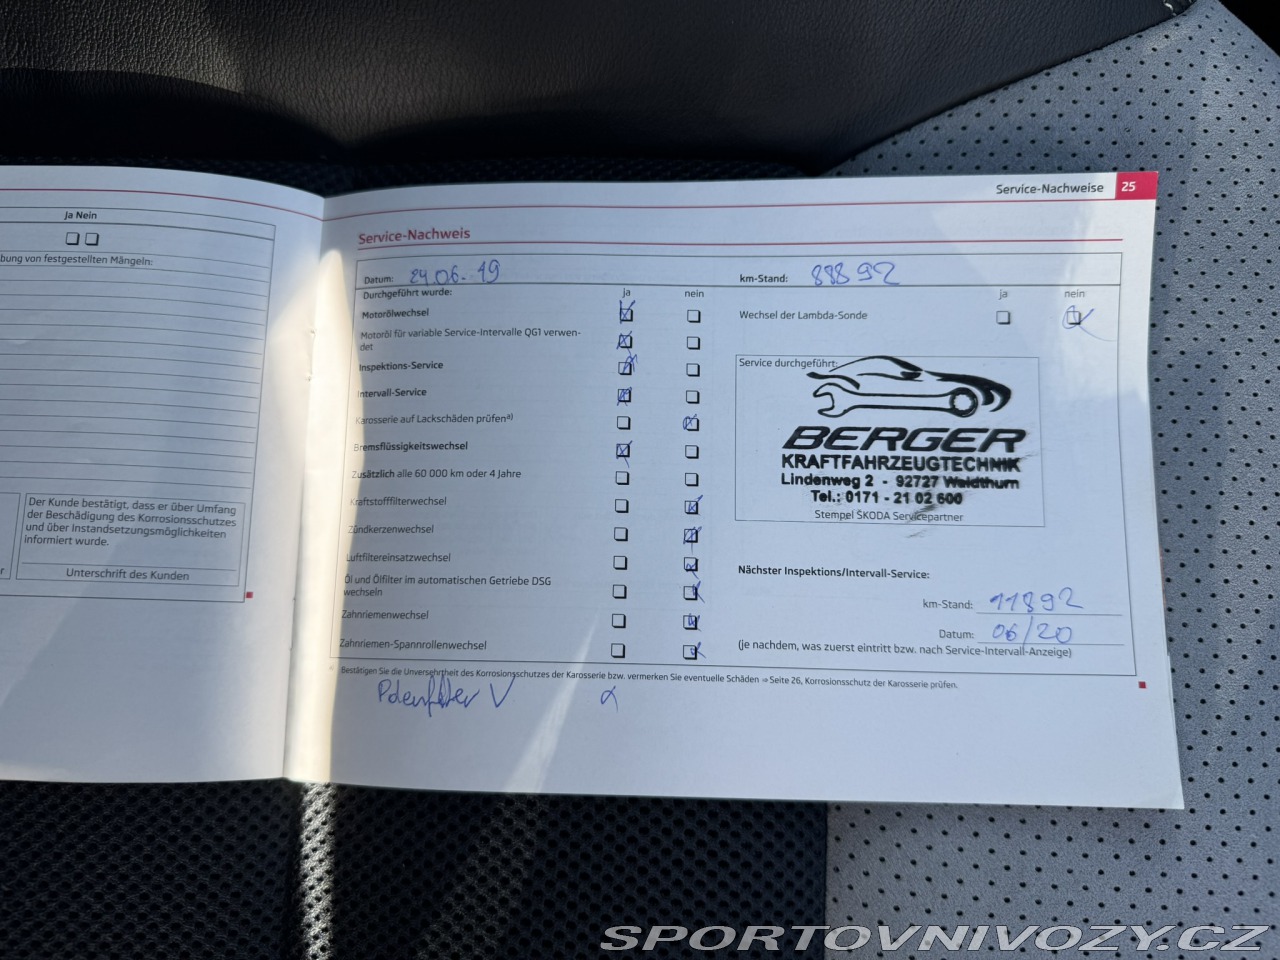 Ja Nein
bung von festgestellten Mängeln:
Der Kunde bestätigt, dass er über Umfang
der Beschädigung des Korrosionsschutzes
und über Instandsetzungsmöglichkeiten
informiert wurde.
Unterschrift des Kunden
Service-Nachweise 25
Service-Nachweis
Datum: 24.06.19 km-Stand: 88892
Durchgeführt wurde: ja nein ja nein
Motorölwechsel
Motoröl für variable Service-Intervalle QG1 verwen-
det
Inspektions-Service
Intervall-Service
Karosserie auf Lackschäden prüfen a)
Bremsflüssigkeitswechsel
Zusätzlich alle 60 000 km oder 4 Jahre
Kraftstofffilterwechsel
Zündkerzenwechsel
Luftfiltereinsatzwechsel
Öl und Ölfilter im automatischen Getriebe DSG
wechseln
Zahnriemenwechsel
Zahnriemen-Spannrollenwechsel
Wechsel der Lambda-Sonde
Service durchgeführt:
BERGER
KRAFTFAHRZEUGTECHNIK
Lindenweg 2 - 92727 Waldthurn
Tel.: 0171 - 21 02 600
Stempel ŠKODA Servicepartner
Nächster Inspektions/Intervall-Service:
km-Stand: 11892
Datum: 06/20
(je nachdem, was zuerst eintritt bzw. nach Service-Intervall-Anzeige)
Bestätigen Sie die Unversehrtheit des Korrosionsschutzes der Karosserie bzw. vermerken Sie eventuelle Schäden ⇒ Seite 26, Korrosionsschutz der Karosserie prüfen.
SPORTOVNIVOZY.CZ